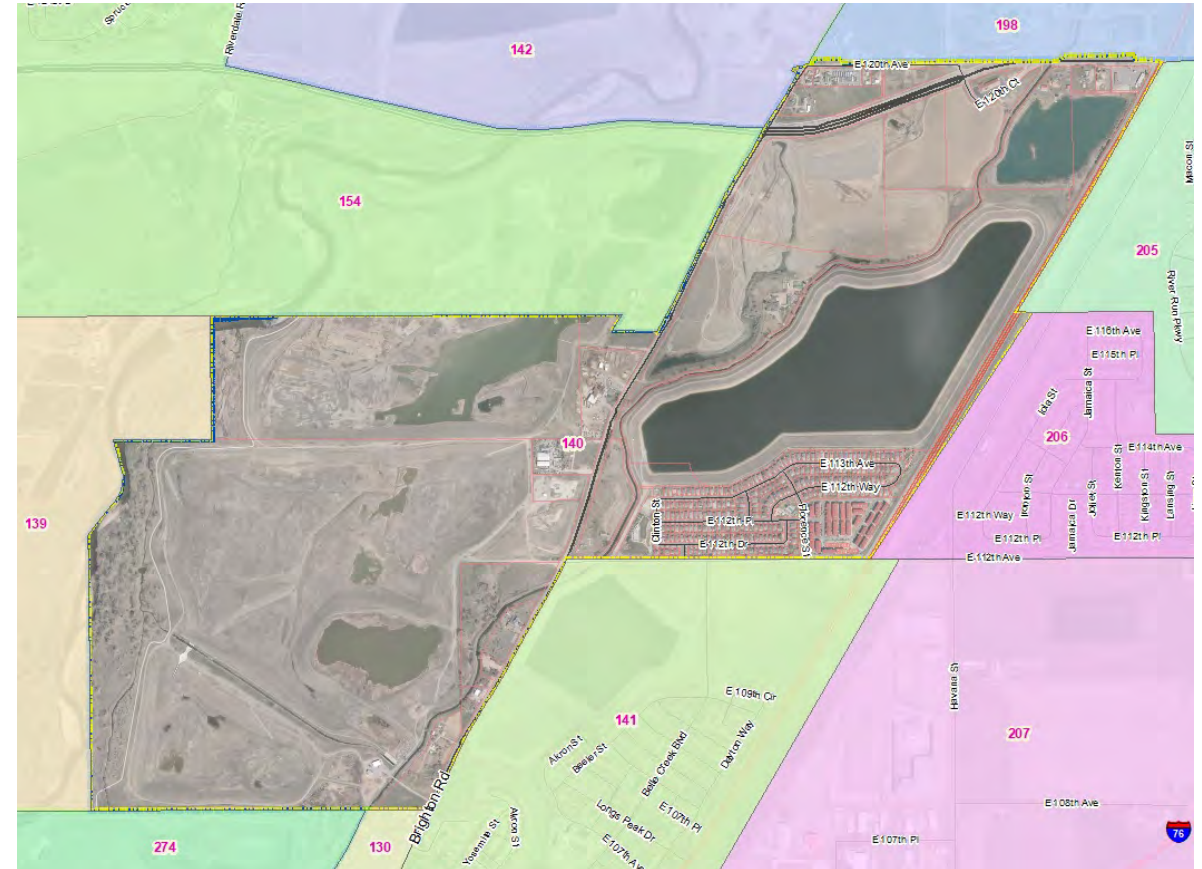 Riverdale R
142
198
E 120th Ave
E 120th Ct
Macon St
154
205
River Run Pkwy
E 116th Ave
E 115th Pl
Jamaica St
Iola St
206
140
E 114th Ave
E 113th Ave
E 112th Way
Kenton St
Kingston St
Lansing St
Ironton St
Joliet St
Jamaica Dr
139
Clinton St
Florence St
E 112th Pl
E 112th Way
E 112th Dr
E 112th Pl
E 112th Pl
E 112th Ave
E 109th Cir
141
Havana St
207
Akron St
Beeler St
Belle Creek Blvd
Dayton Way
Brighton Rd
Longs Peak Dr
E 107th Pl
E 108th Ave
Akron St
Yosemite St
E 107th Av
274
130
E 107th Pl
76